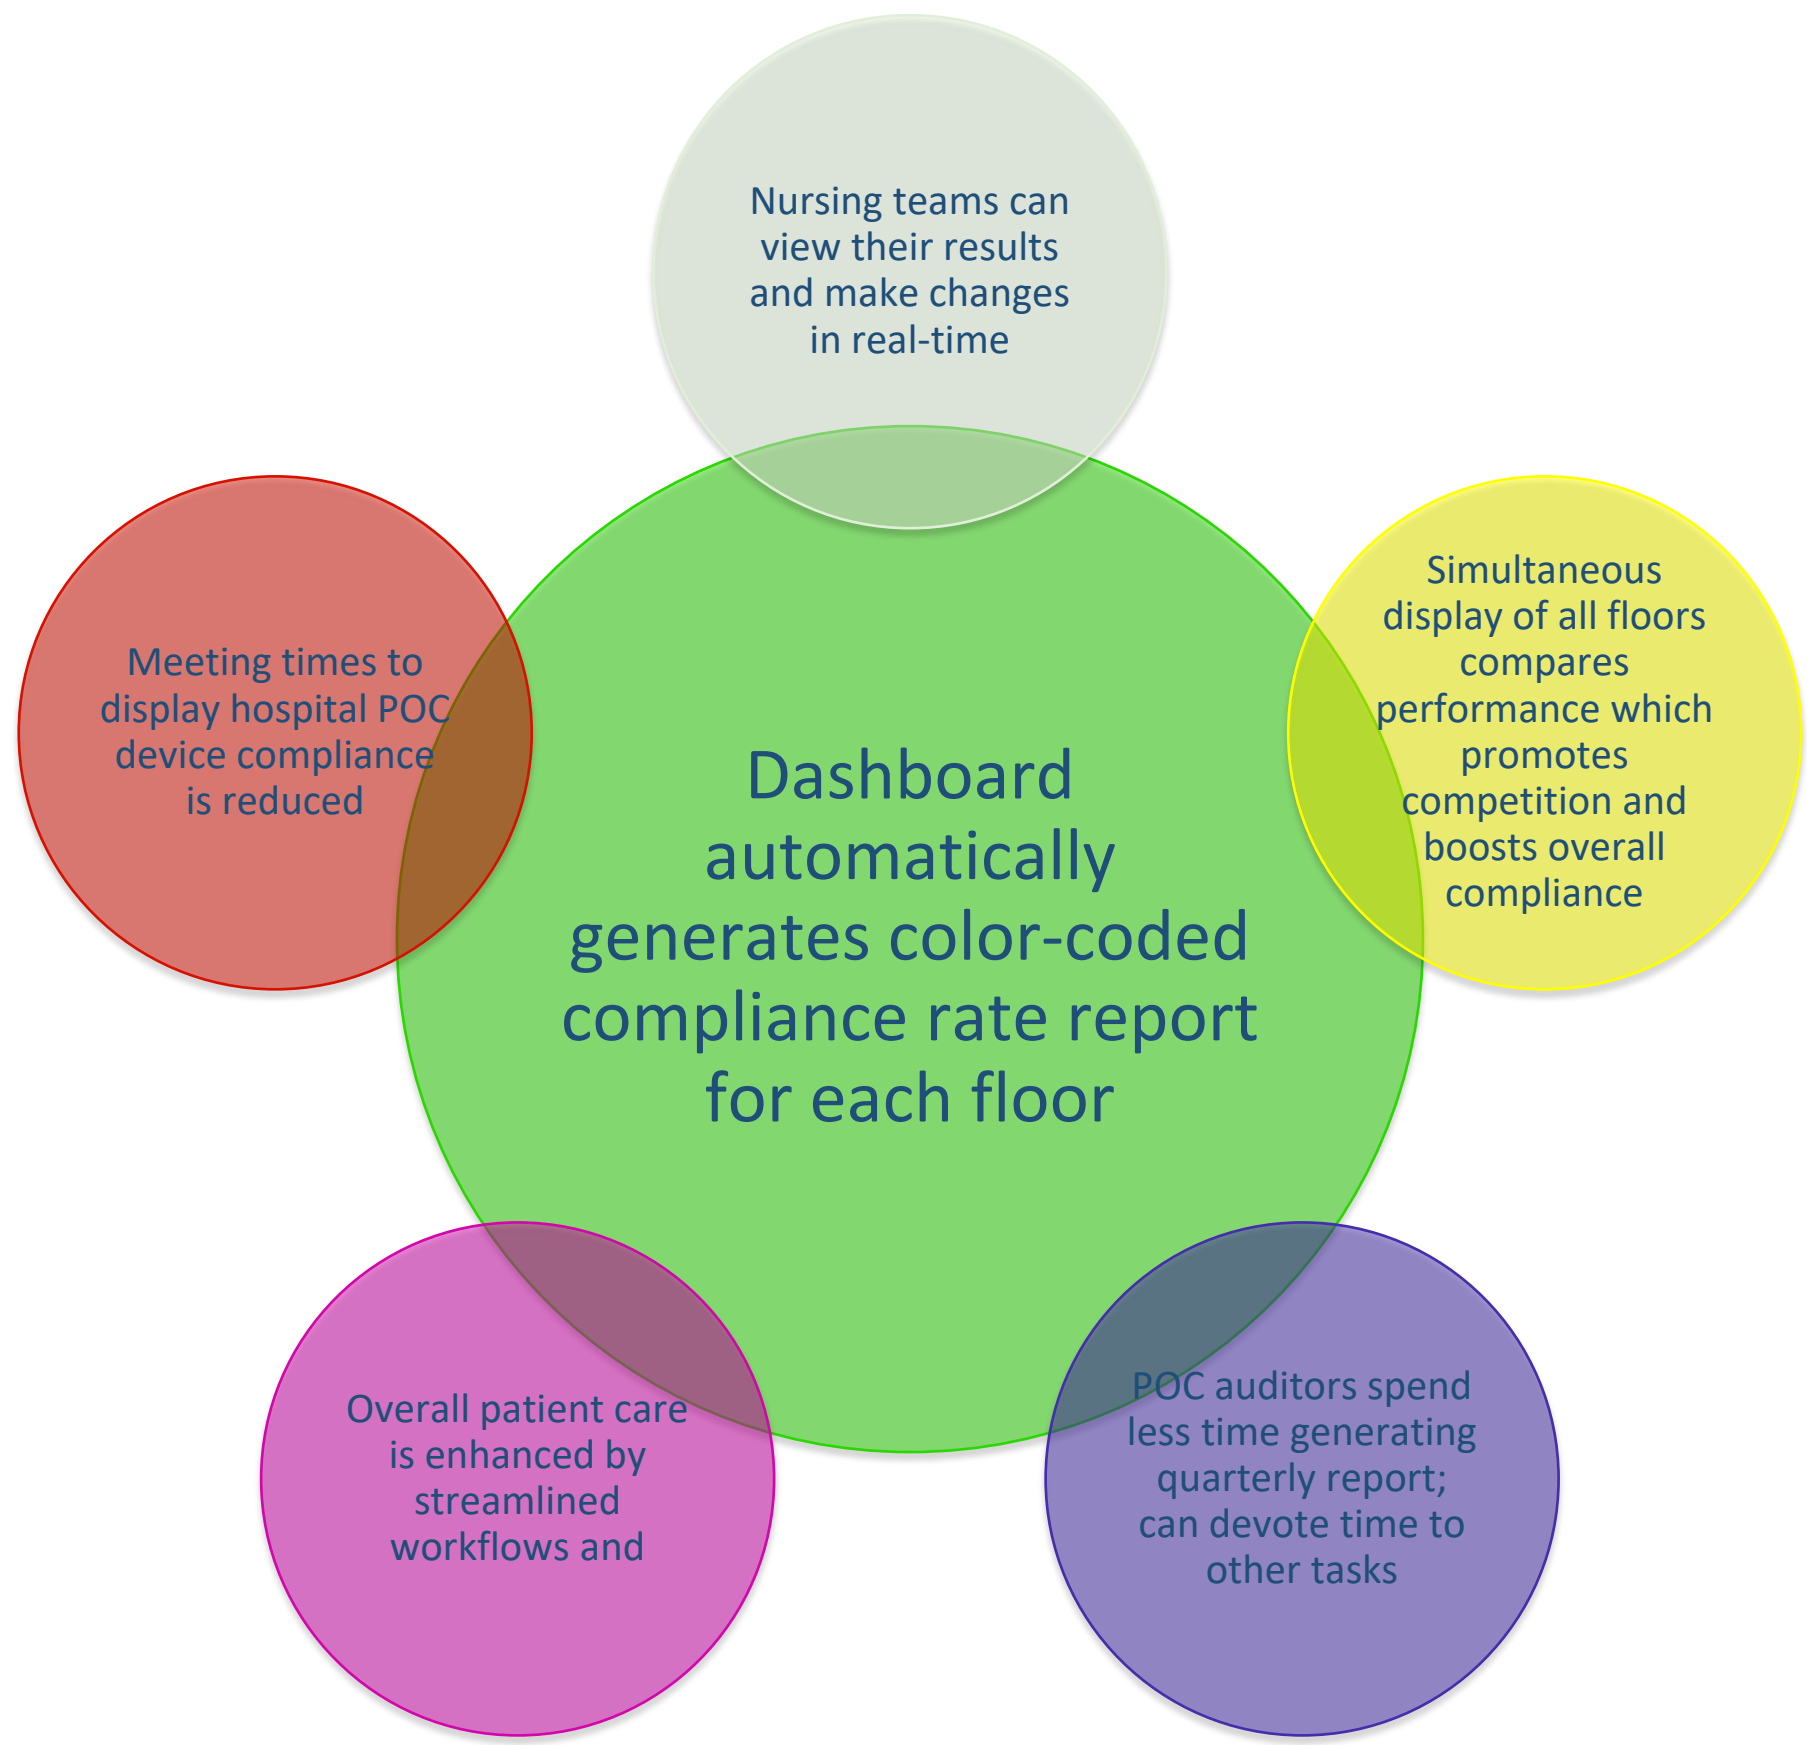 Nursing teams can
view their results
and make changes
in real-time
Simultaneous
display of all floors
compares
performance which
promotes
competition and
boosts overall
compliance
Meeting times to
display hospital POC
device compliance
is reduced
Dashboard
automatically
generates color-coded
compliance rate report
for each floor
POC auditors spend
less time generating
quarterly report;
can devote time to
other tasks
Overall patient care
is enhanced by
streamlined
workflows and